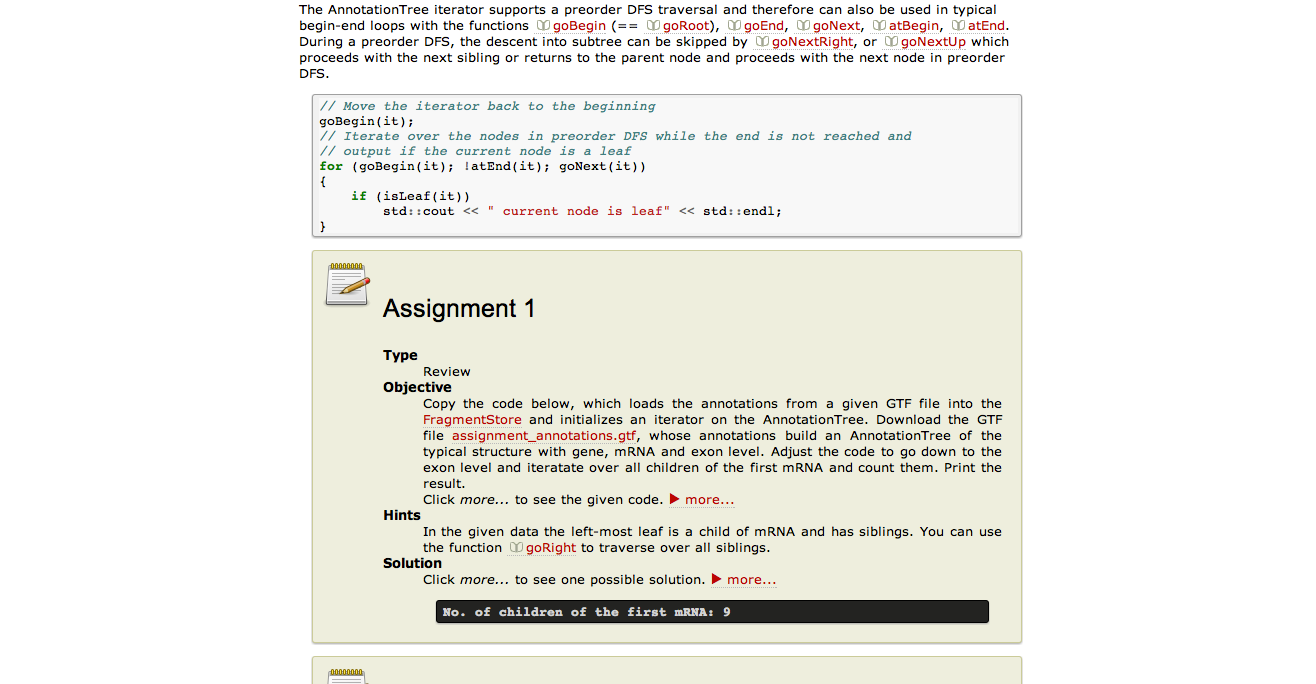 The AnnotationTree iterator supports a preorder DFS traversal and therefore can also be used in typical
begin-end loops with the functions goBegin (== goRoot), goEnd, goNext, atBegin, atEnd.
During a preorder DFS, the descent into subtree can be skipped by goNextRight, or goNextUp which
proceeds with the next sibling or returns to the parent node and proceeds with the next node in preorder
DFS.
// Move the iterator back to the beginning
goBegin(it);
// Iterate over the nodes in preorder DFS while the end is not reached and
// output if the current node is a leaf
for (goBegin(it); !atEnd(it); goNext(it))
{
    if (isLeaf(it))
        std::cout << " current node is leaf" << std::endl;
}
Assignment 1
Type
Review
Objective
Copy the code below, which loads the annotations from a given GTF file into the
FragmentStore and initializes an iterator on the AnnotationTree. Download the GTF
file assignment_annotations.gtf, whose annotations build an AnnotationTree of the
typical structure with gene, mRNA and exon level. Adjust the code to go down to the
exon level and iteratate over all children of the first mRNA and count them. Print the
result.
Click more... to see the given code. ▶ more...
Hints
In the given data the left-most leaf is a child of mRNA and has siblings. You can use
the function goRight to traverse over all siblings.
Solution
Click more... to see one possible solution. ▶ more...
No. of children of the first mRNA: 9